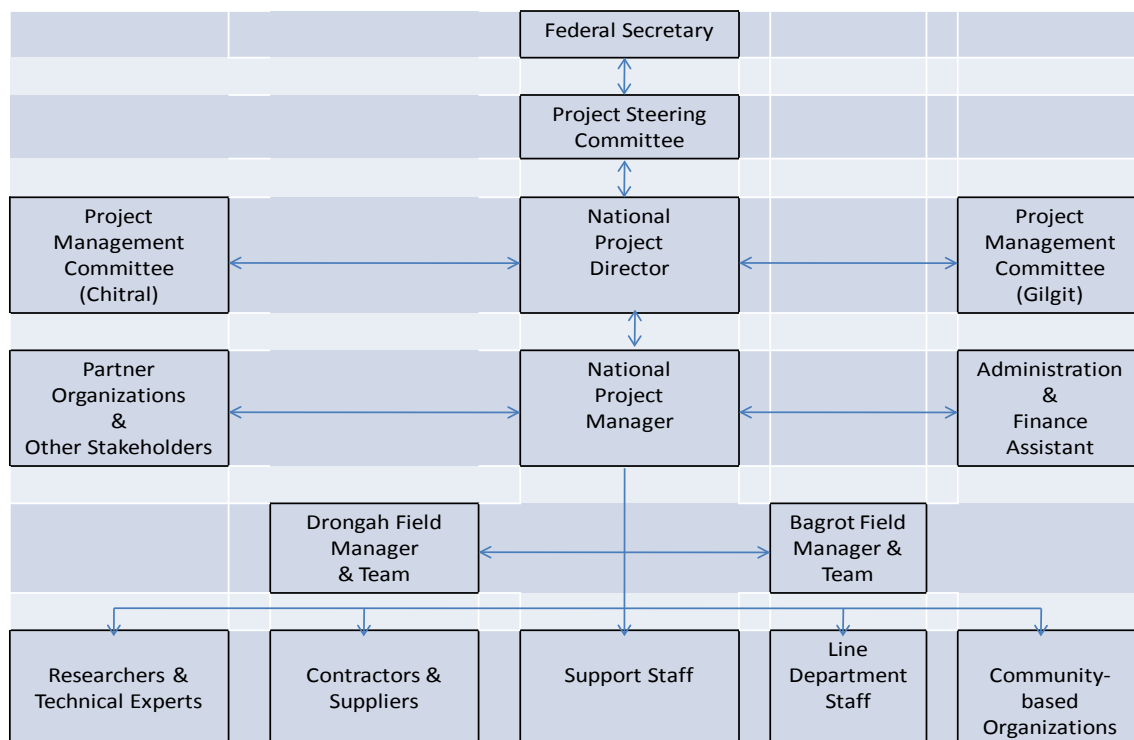 Federal Secretary
Project Steering
Committee
Project
Management
Committee
(Chitral)
National
Project
Director
Project
Management
Committee
(Gilgit)
Partner
Organizations
&
Other Stakeholders
National
Project
Manager
Administration
&
Finance
Assistant
Drongah Field
Manager
& Team
Bagrot Field
Manager &
Team
Researchers &
Technical Experts
Contractors &
Suppliers
Support Staff
Line
Department
Staff
Community-
based
Organizations